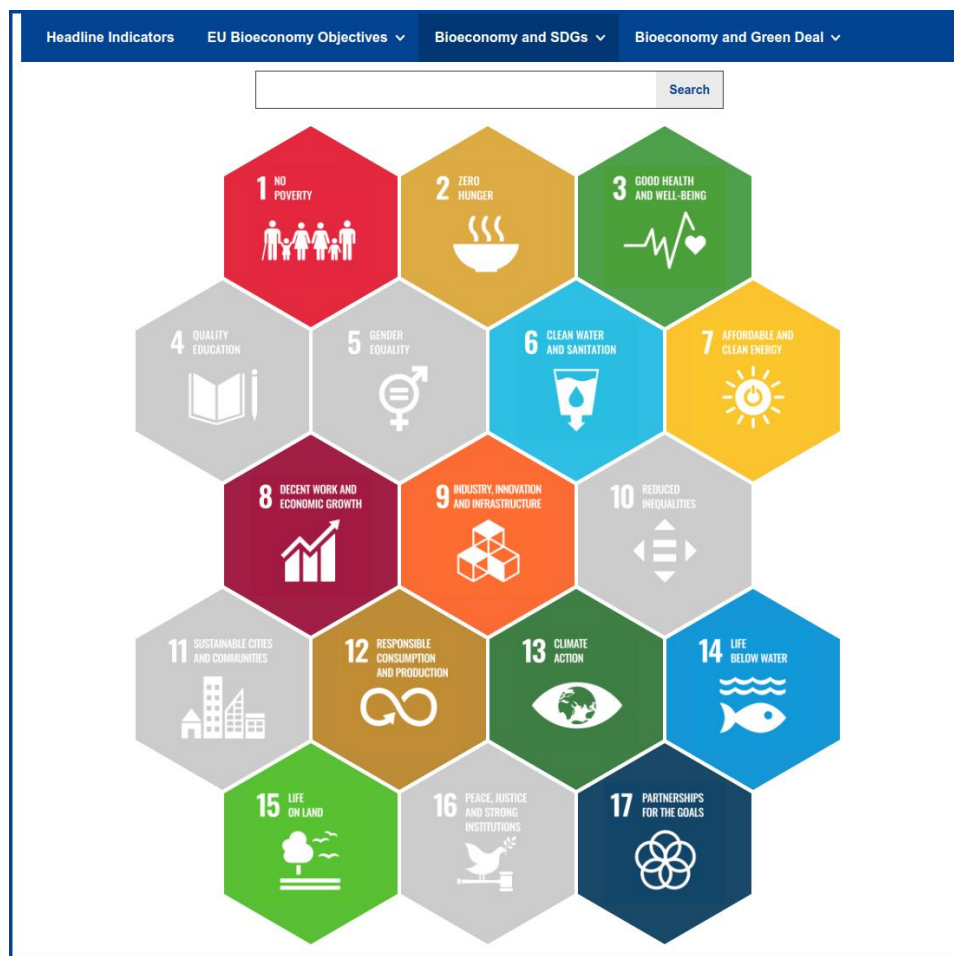 Headline Indicators EU Bioeconomy Objectives Bioeconomy and SDGs Bioeconomy and Green Deal
Search
1 NO
POVERTY
2 ZERO
HUNGER
3 GOOD HEALTH
AND WELL-BEING
4 QUALITY
EDUCATION
5 GENDER
EQUALITY
6 CLEAN WATER
AND SANITATION
7 AFFORDABLE AND
CLEAN ENERGY
8 DECENT WORK AND
ECONOMIC GROWTH
9 INDUSTRY, INNOVATION
AND INFRASTRUCTURE
10 REDUCED
INEQUALITIES
11 SUSTAINABLE CITIES
AND COMMUNITIES
12 RESPONSIBLE
CONSUMPTION
AND PRODUCTION
13 CLIMATE
ACTION
14 LIFE
BELOW WATER
15 LIFE
ON LAND
16 PEACE, JUSTICE
AND STRONG
INSTITUTIONS
17 PARTNERSHIPS
FOR THE GOALS